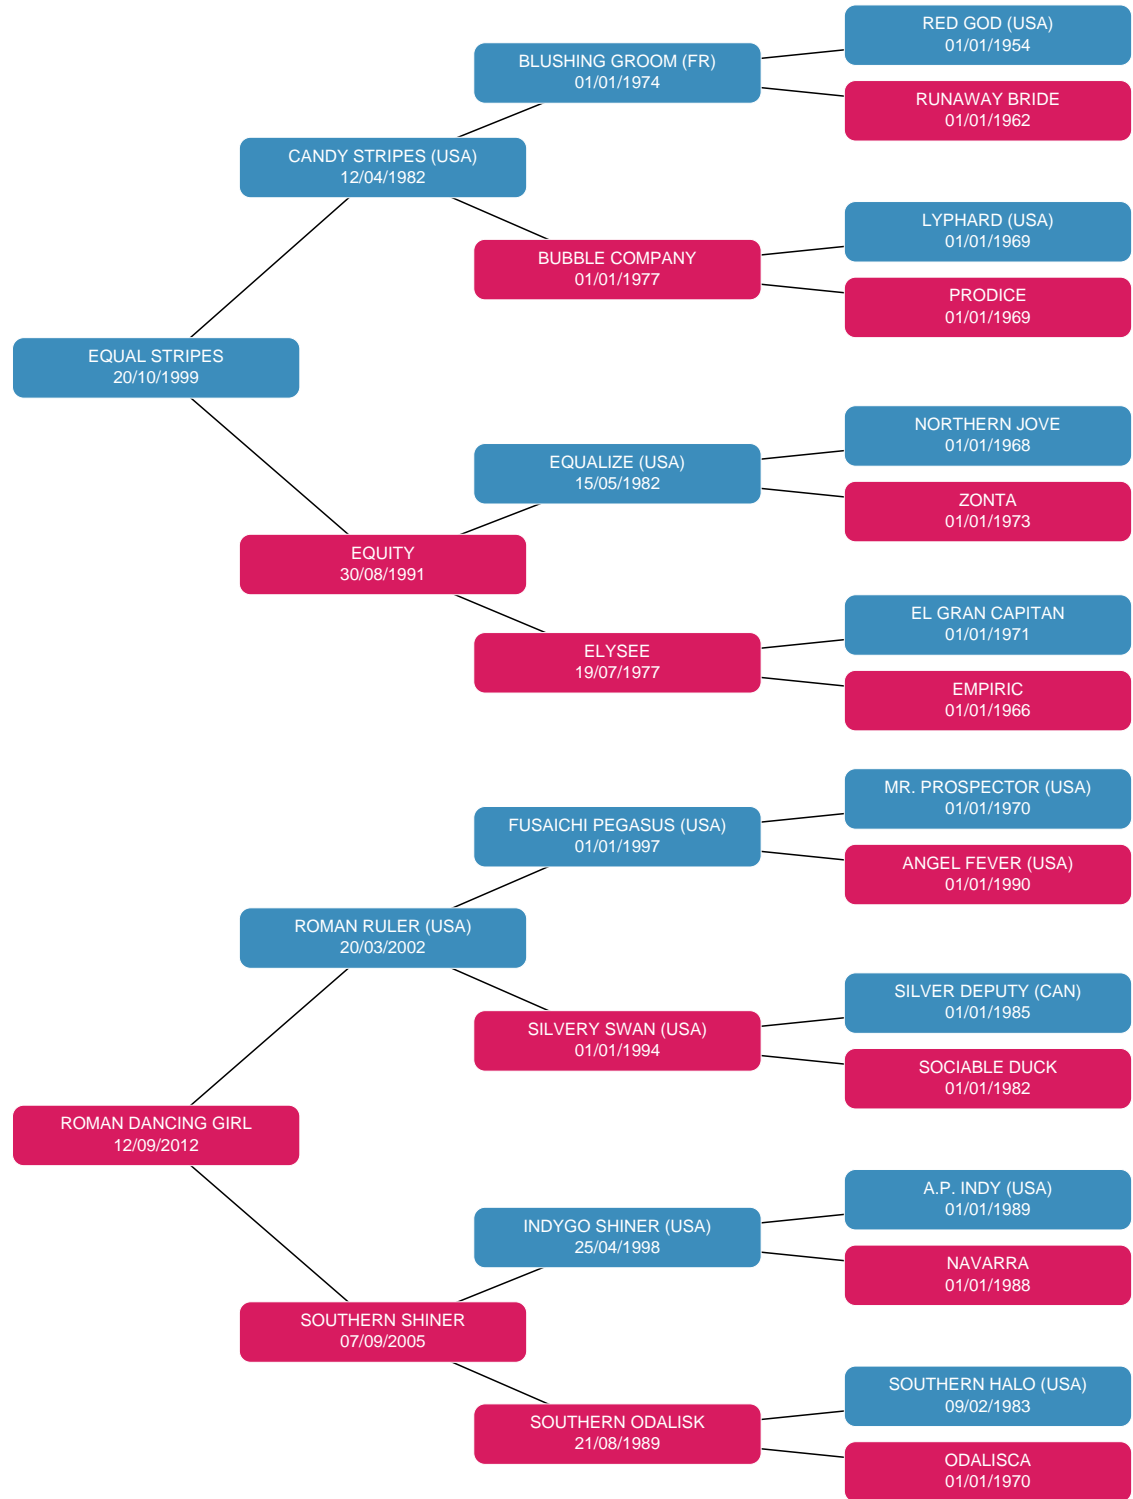 RED GOD (USA)
01/01/1954
BLUSHING GROOM (FR)
01/01/1974
RUNAWAY BRIDE
01/01/1962
CANDY STRIPES (USA)
12/04/1982
LYPHARD (USA)
01/01/1969
BUBBLE COMPANY
01/01/1977
PRODICE
01/01/1969
EQUAL STRIPES
20/10/1999
NORTHERN JOVE
01/01/1968
EQUALIZE (USA)
15/05/1982
ZONTA
01/01/1973
EQUITY
30/08/1991
EL GRAN CAPITAN
01/01/1971
ELYSEE
19/07/1977
EMPIRIC
01/01/1966
MR. PROSPECTOR (USA)
01/01/1970
FUSAICHI PEGASUS (USA)
01/01/1997
ANGEL FEVER (USA)
01/01/1990
ROMAN RULER (USA)
20/03/2002
SILVER DEPUTY (CAN)
01/01/1985
SILVERY SWAN (USA)
01/01/1994
SOCIABLE DUCK
01/01/1982
ROMAN DANCING GIRL
12/09/2012
A.P. INDY (USA)
01/01/1989
INDYGO SHINER (USA)
25/04/1998
NAVARRA
01/01/1988
SOUTHERN SHINER
07/09/2005
SOUTHERN HALO (USA)
09/02/1983
SOUTHERN ODALISK
21/08/1989
ODALISCA
01/01/1970